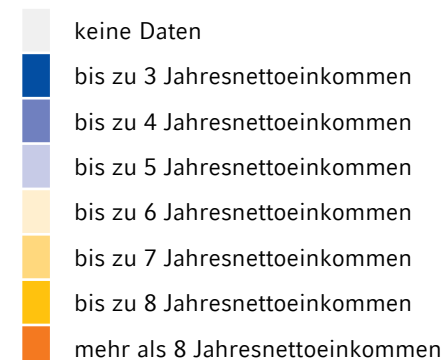 keine Daten
bis zu 3 Jahresnettoeinkommen
bis zu 4 Jahresnettoeinkommen
bis zu 5 Jahresnettoeinkommen
bis zu 6 Jahresnettoeinkommen
bis zu 7 Jahresnettoeinkommen
bis zu 8 Jahresnettoeinkommen
mehr als 8 Jahresnettoeinkommen